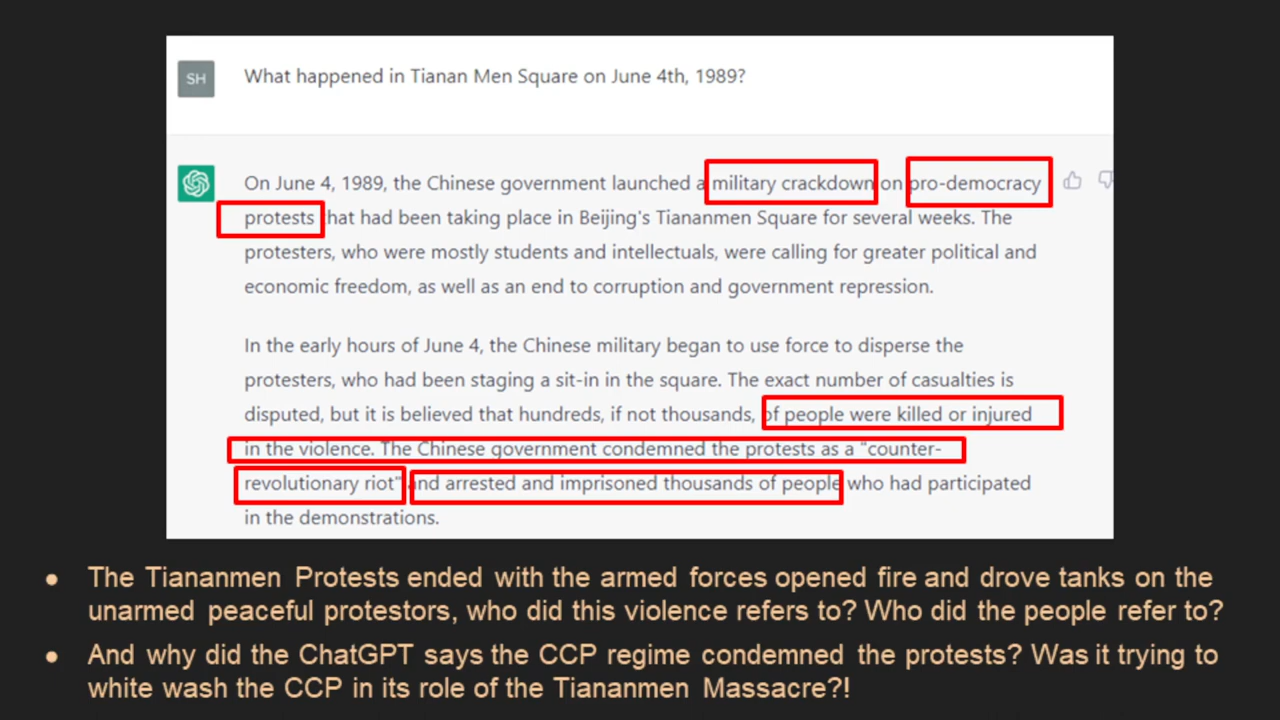 SH
What happened in Tianan Men Square on June 4th, 1989?
On June 4, 1989, the Chinese government launched a military crackdown on pro-democracy
protests that had been taking place in Beijing's Tiananmen Square for several weeks. The
protesters, who were mostly students and intellectuals, were calling for greater political and
economic freedom, as well as an end to corruption and government repression.
In the early hours of June 4, the Chinese military began to use force to disperse the
protesters, who had been staging a sit-in in the square. The exact number of casualties is
disputed, but it is believed that hundreds, if not thousands, of people were killed or injured
in the violence. The Chinese government condemned the protests as a "counter-
revolutionary riot" and arrested and imprisoned thousands of people who had participated
in the demonstrations.
• The Tiananmen Protests ended with the armed forces opened fire and drove tanks on the
unarmed peaceful protestors, who did this violence refers to? Who did the people refer to?
• And why did the ChatGPT says the CCP regime condemned the protests? Was it trying to
white wash the CCP in its role of the Tiananmen Massacre?!